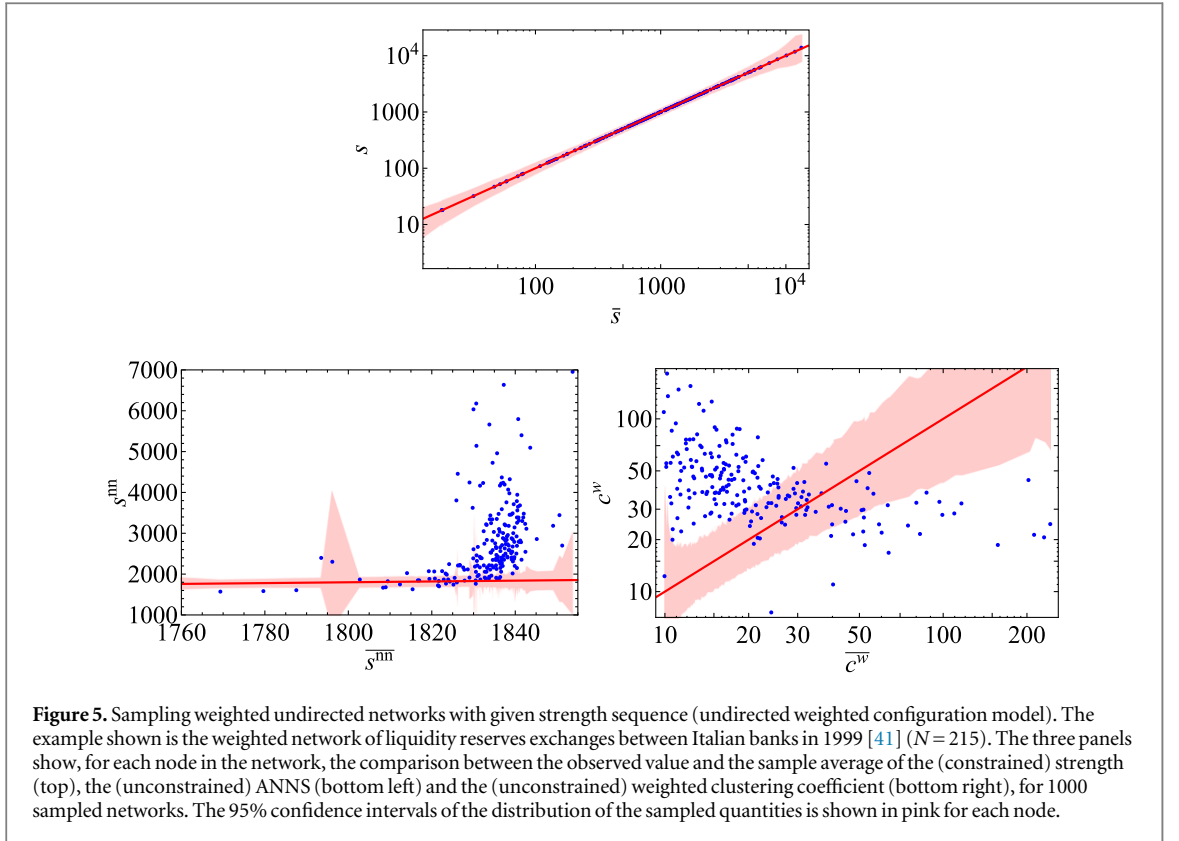 10^4
1000
100
10
s
100 1000 10^4
s̄
7000
6000
5000
4000
3000
2000
1000
s^nn
1760 1780 1800 1820 1840
\overline{s^nn}
100
50
30
20
10
c^w
10 20 30 50 100 200
\overline{c^w}
Figure 5. Sampling weighted undirected networks with given strength sequence (undirected weighted configuration model). The
example shown is the weighted network of liquidity reserves exchanges between Italian banks in 1999 [41] (N = 215). The three panels
show, for each node in the network, the comparison between the observed value and the sample average of the (constrained) strength
(top), the (unconstrained) ANNS (bottom left) and the (unconstrained) weighted clustering coefficient (bottom right), for 1000
sampled networks. The 95% confidence intervals of the distribution of the sampled quantities is shown in pink for each node.